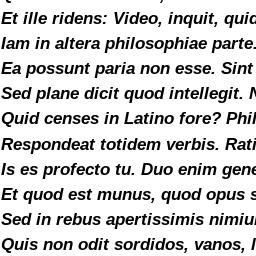 Et ille ridens: Video, inquit, quid
Iam in altera philosophiae parte.
Ea possunt paria non esse. Sint
Sed plane dicit quod intellegit.
Quid censes in Latino fore? Phil
Respondeat totidem verbis. Rati
Is es profecto tu. Duo enim gene
Et quod est munus, quod opus s
Sed in rebus apertissimis nimiu
Quis non odit sordidos, vanos, l